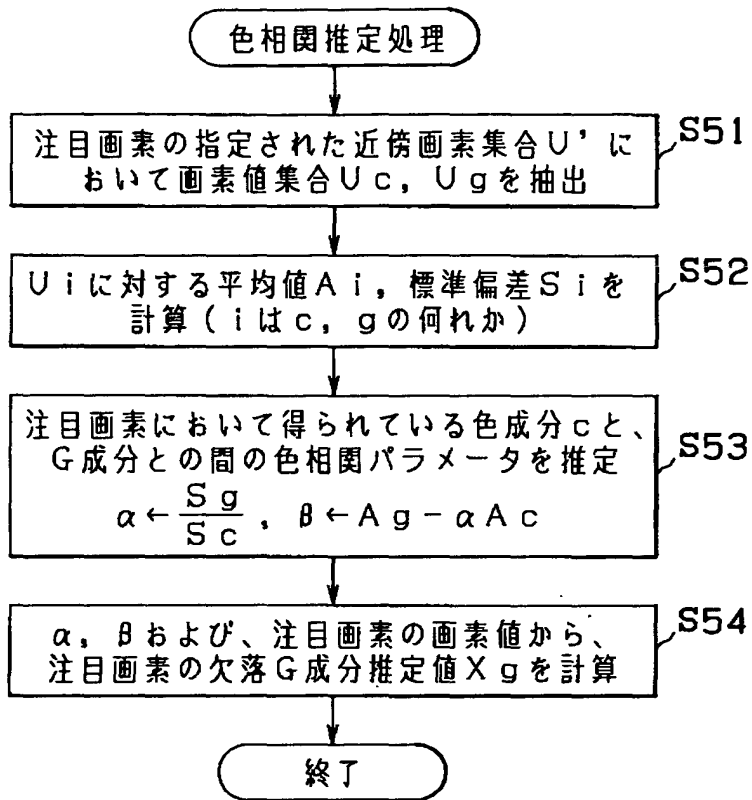 色相関推定処理
注目画素の指定された近傍画素集合U'に
おいて画素値集合Uc,Ugを抽出
S51
Uiに対する平均値Ai,標準偏差Siを
計算(iはc,gの何れか)
S52
注目画素において得られている色成分cと、
G成分との間の色相関パラメータを推定
α←Sg/Sc,β←Ag-αAc
S53
α,βおよび、注目画素の画素値から、
注目画素の欠落G成分推定値Xgを計算
S54
終了